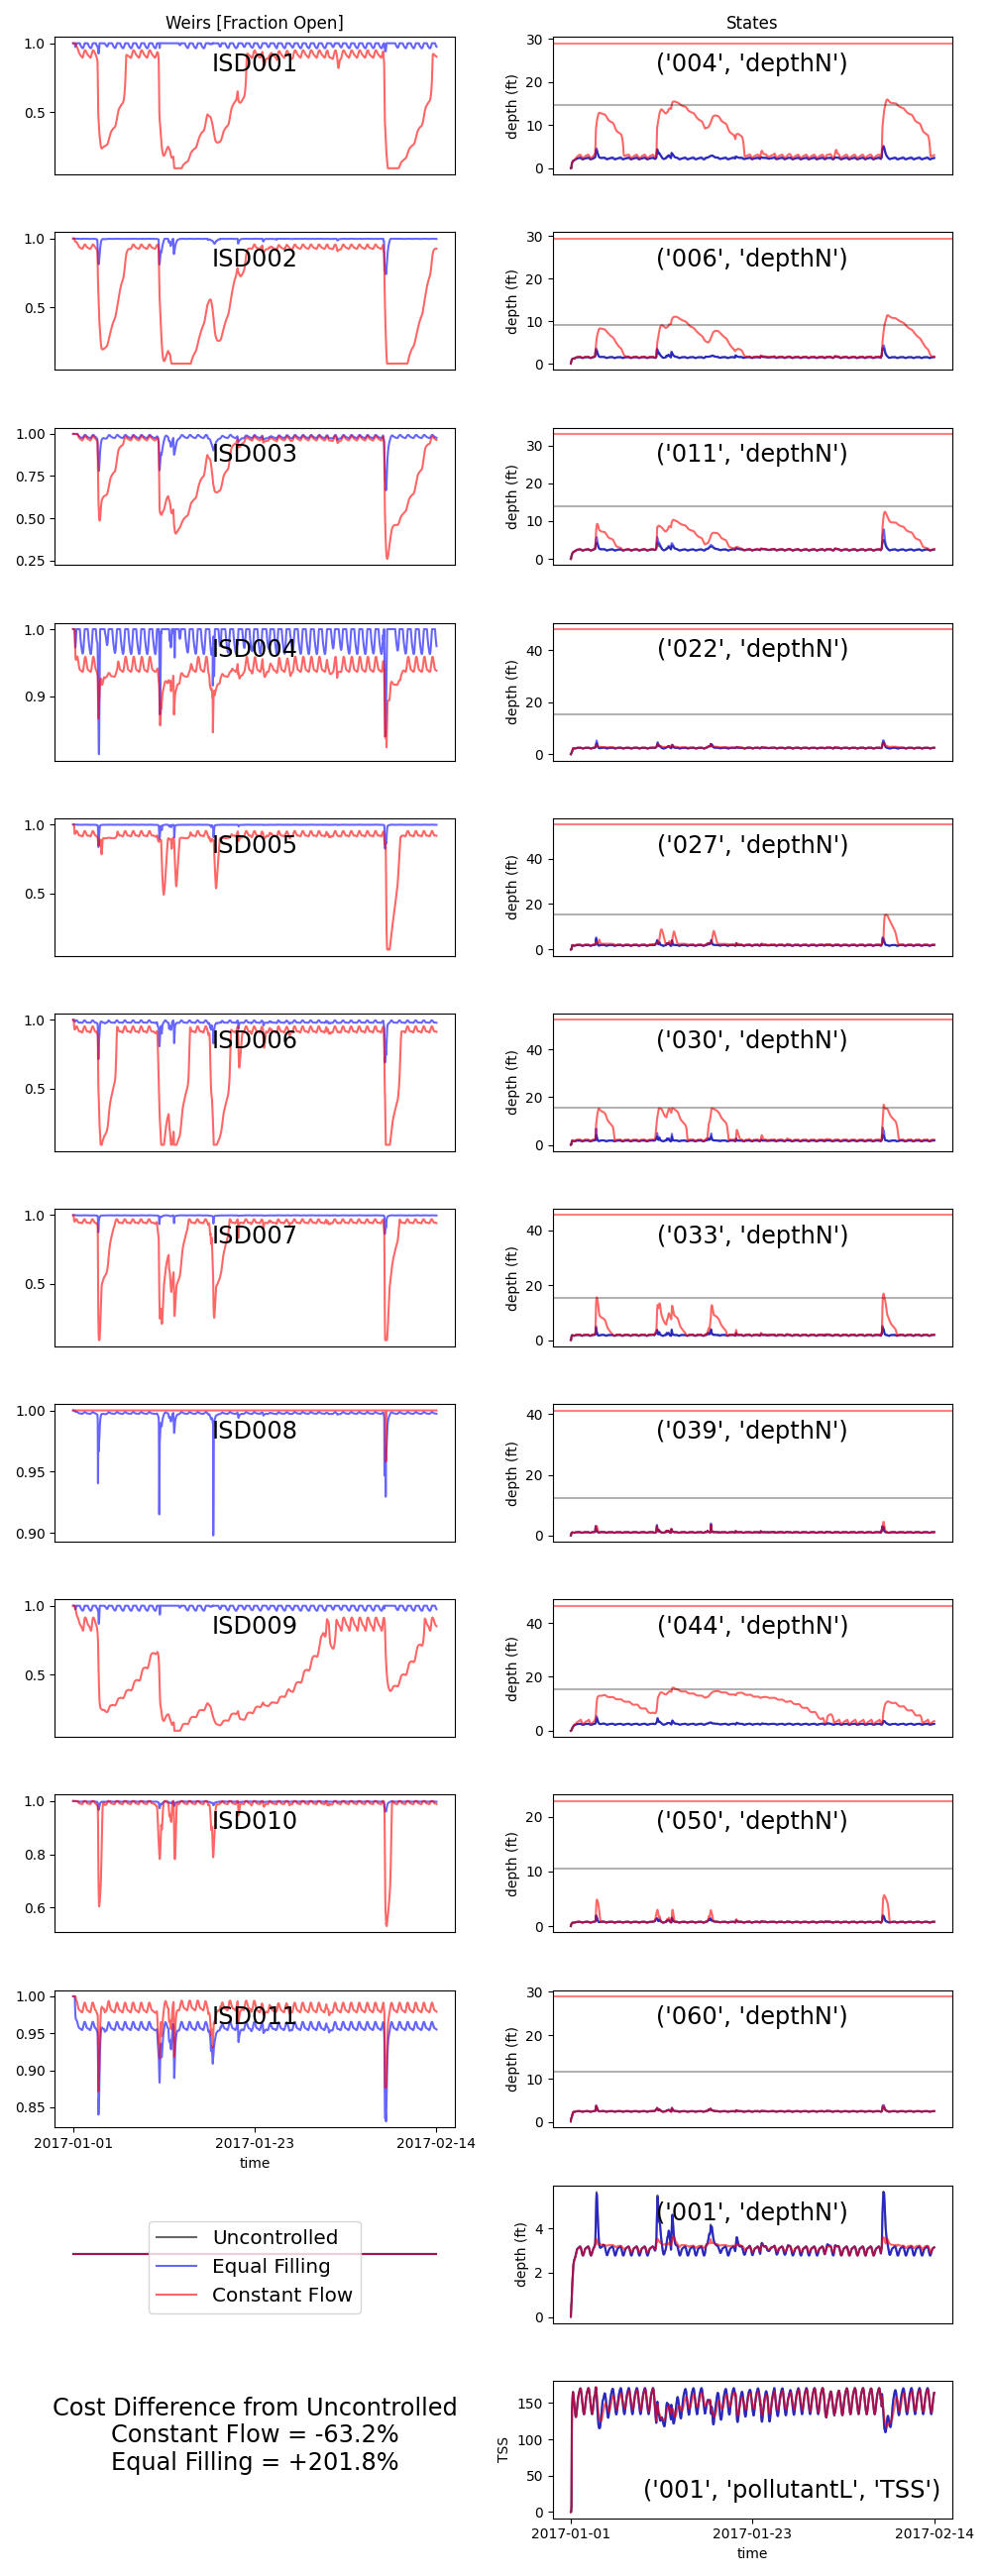 Weirs [Fraction Open]
States
1.0
0.5
ISD001
depth (ft)
30
20
10
0
('004', 'depthN')
1.0
0.5
ISD002
depth (ft)
30
20
10
0
('006', 'depthN')
1.00
0.75
0.50
0.25
ISD003
depth (ft)
30
20
10
0
('011', 'depthN')
1.0
0.9
ISD004
depth (ft)
40
20
0
('022', 'depthN')
1.0
0.5
ISD005
depth (ft)
40
20
0
('027', 'depthN')
1.0
0.5
ISD006
depth (ft)
40
20
0
('030', 'depthN')
1.0
0.5
ISD007
depth (ft)
40
20
0
('033', 'depthN')
1.00
0.95
0.90
ISD008
depth (ft)
40
20
0
('039', 'depthN')
1.0
0.5
ISD009
depth (ft)
40
20
0
('044', 'depthN')
1.0
0.8
0.6
ISD010
depth (ft)
20
10
0
('050', 'depthN')
1.00
0.95
0.90
0.85
ISD011
2017-01-01
2017-01-23
2017-02-14
time
depth (ft)
30
20
10
0
('060', 'depthN')
Uncontrolled
Equal Filling
Constant Flow
depth (ft)
4
2
0
('001', 'depthN')
Cost Difference from Uncontrolled
Constant Flow = -63.2%
Equal Filling = +201.8%
TSS
150
100
50
0
('001', 'pollutantL', 'TSS')
2017-01-01
2017-01-23
2017-02-14
time